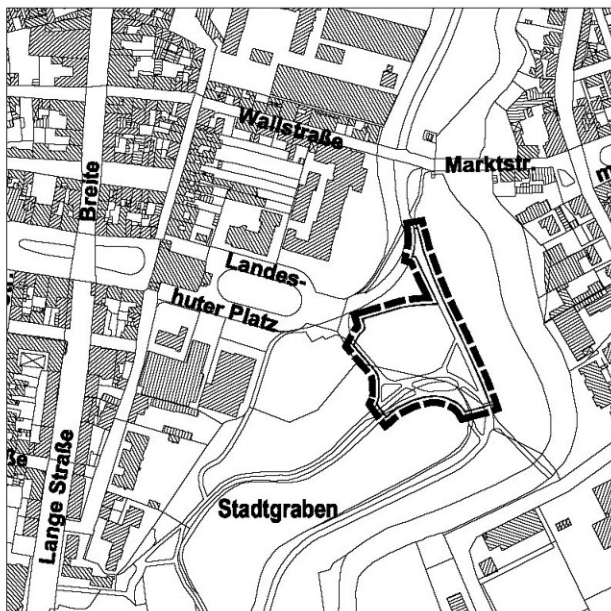 Wallstraße
Marktstr.
Breite
Landes-
huter Platz
Lange Straße
Stadtgraben